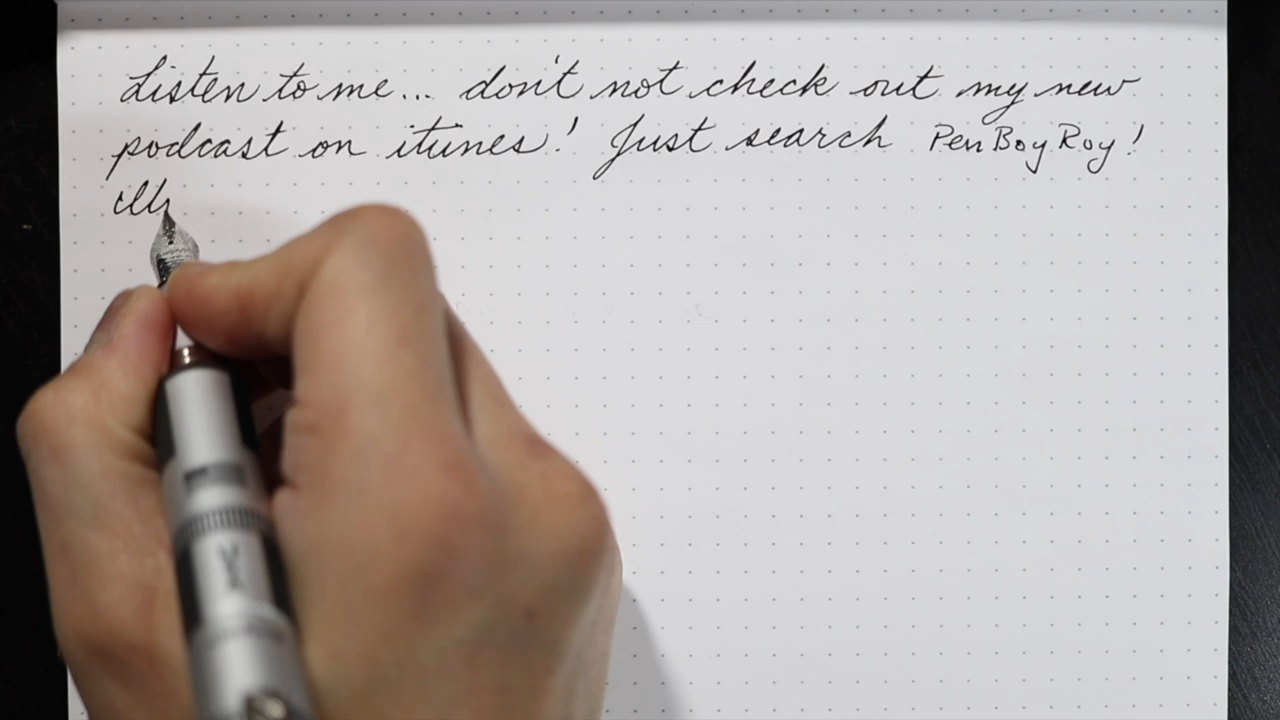 Listen to me... don't not check out my new
podcast on itunes! Just search PenBoyRoy!